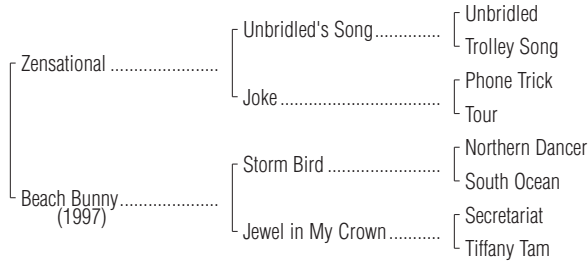 Unbridled
Unbridled's Song..............
Trolley Song
Zensational .......................
Phone Trick
Joke ..................................
Tour
Northern Dancer
Storm Bird ........................
South Ocean
Beach Bunny.....................
(1997)
Secretariat
Jewel in My Crown...........
Tiffany Tam